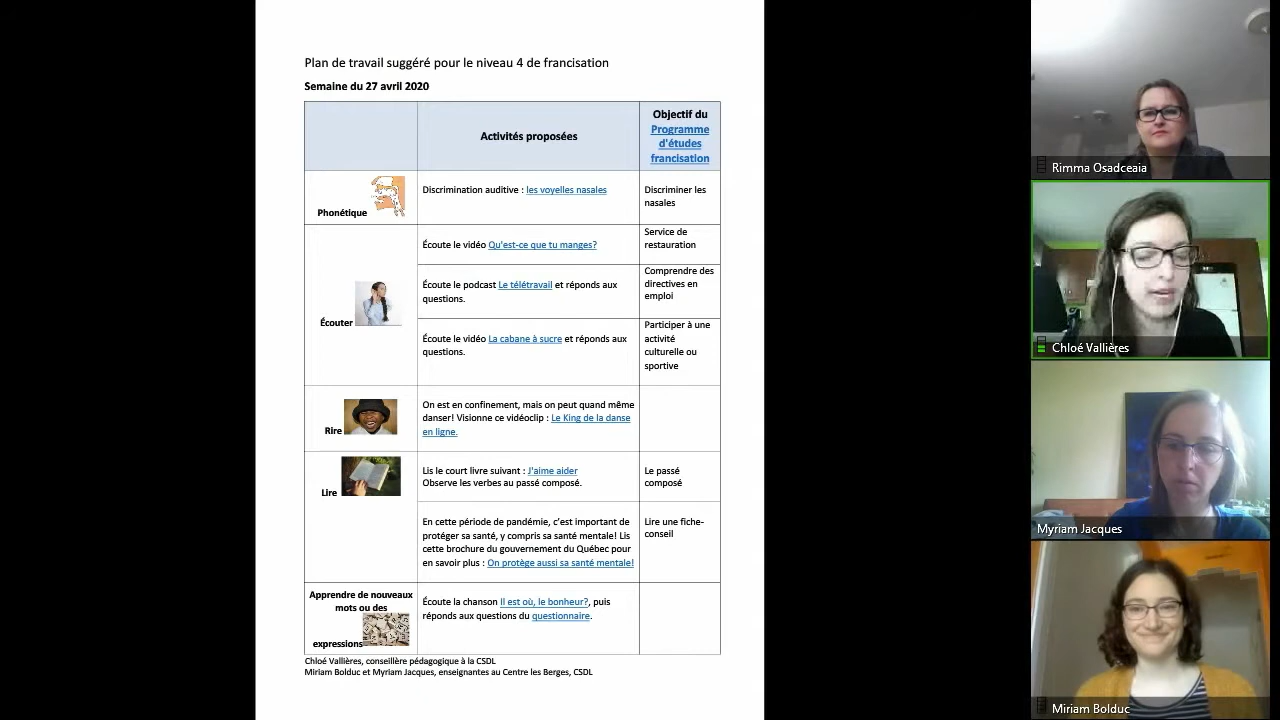 Plan de travail suggéré pour le niveau 4 de francisation
Semaine du 27 avril 2020
Activités proposées
Objectif du
Programme
d'études
francisation
Phonétique
Discrimination auditive : les voyelles nasales
Discriminer les
nasales
Écouter
Écoute le vidéo Qu'est-ce que tu manges?
Service de
restauration
Écoute le podcast Le télétravail et réponds aux
questions.
Comprendre des
directives en
emploi
Écoute le vidéo La cabane à sucre et réponds aux
questions.
Participer à une
activité
culturelle ou
sportive
Rire
On est en confinement, mais on peut quand même
danser! Visionne ce vidéoclip : Le King de la danse
en ligne.
Lire
Lis le court livre suivant : J'aime aider
Observe les verbes au passé composé.
Le passé
composé
En cette période de pandémie, c'est important de
protéger sa santé, y compris sa santé mentale! Lis
cette brochure du gouvernement du Québec pour
en savoir plus : On protège aussi sa santé mentale!
Lire une fiche-
conseil
Apprendre de nouveaux
mots ou des
expressions
Écoute la chanson Il est où, le bonheur?, puis
réponds aux questions du questionnaire.
Chloé Vallières, conseillère pédagogique à la CSDL
Miriam Bolduc et Myriam Jacques, enseignantes au Centre les Berges, CSDL
Rimma Osadceaia
Chloé Vallières
Myriam Jacques
Miriam Bolduc